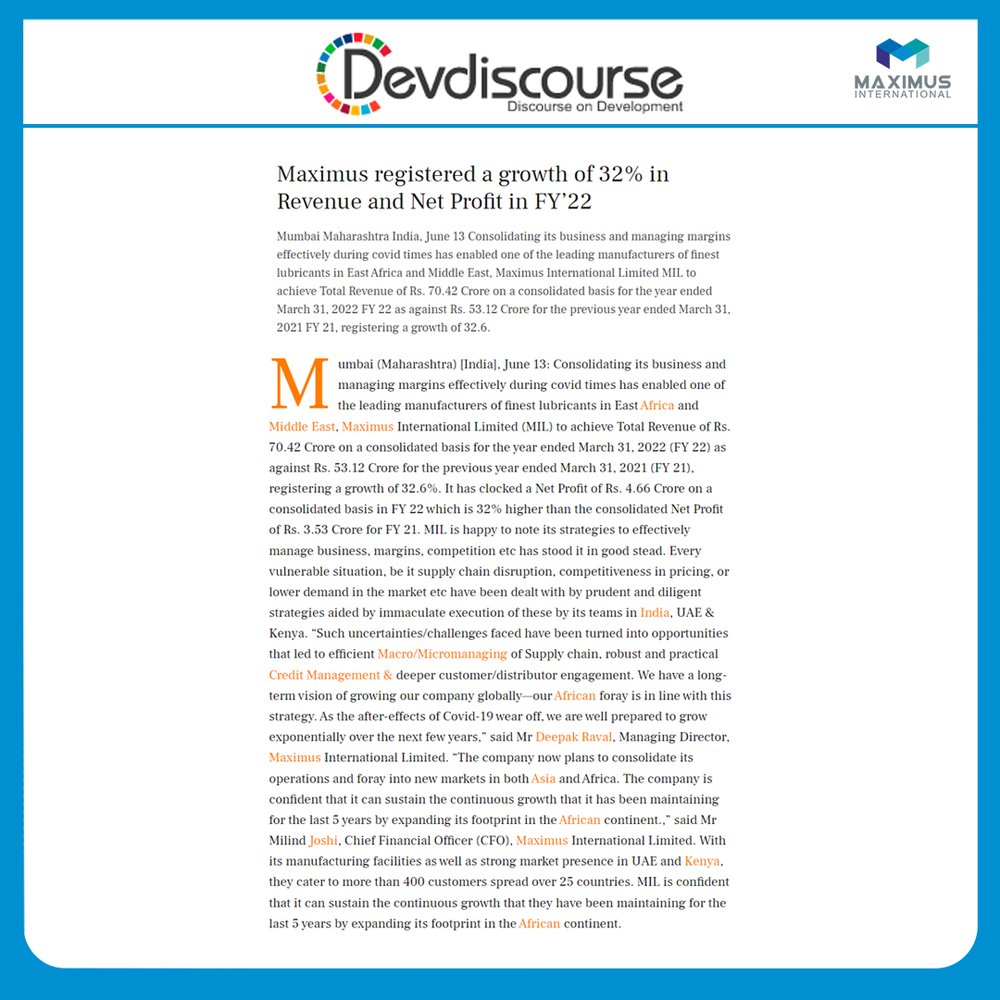 Devdiscourse
Discourse on Development
MAXIMUS
INTERNATIONAL
Maximus registered a growth of 32% in
Revenue and Net Profit in FY’22
Mumbai Maharashtra India, June 13 Consolidating its business and managing margins
effectively during covid times has enabled one of the leading manufacturers of finest
lubricants in East Africa and Middle East, Maximus International Limited MIL to
achieve Total Revenue of Rs. 70.42 Crore on a consolidated basis for the year ended
March 31, 2022 FY 22 as against Rs. 53.12 Crore for the previous year ended March 31,
2021 FY 21, registering a growth of 32.6.
Mumbai (Maharashtra) [India], June 13: Consolidating its business and
managing margins effectively during covid times has enabled one of
the leading manufacturers of finest lubricants in East Africa and
Middle East, Maximus International Limited (MIL) to achieve Total Revenue of Rs.
70.42 Crore on a consolidated basis for the year ended March 31, 2022 (FY 22) as
against Rs. 53.12 Crore for the previous year ended March 31, 2021 (FY 21),
registering a growth of 32.6%. It has clocked a Net Profit of Rs. 4.66 Crore on a
consolidated basis in FY 22 which is 32% higher than the consolidated Net Profit
of Rs. 3.53 Crore for FY 21. MIL is happy to note its strategies to effectively
manage business, margins, competition etc has stood it in good stead. Every
vulnerable situation, be it supply chain disruption, competitiveness in pricing, or
lower demand in the market etc have been dealt with by prudent and diligent
strategies aided by immaculate execution of these by its teams in India, UAE &
Kenya. “Such uncertainties/challenges faced have been turned into opportunities
that led to efficient Macro/Micromanaging of Supply chain, robust and practical
Credit Management & deeper customer/distributor engagement. We have a long-
term vision of growing our company globally—our African foray is in line with this
strategy. As the after-effects of Covid-19 wear off, we are well prepared to grow
exponentially over the next few years,” said Mr Deepak Raval, Managing Director,
Maximus International Limited. “The company now plans to consolidate its
operations and foray into new markets in both Asia and Africa. The company is
confident that it can sustain the continuous growth that it has been maintaining
for the last 5 years by expanding its footprint in the African continent.,” said Mr
Milind Joshi, Chief Financial Officer (CFO), Maximus International Limited. With
its manufacturing facilities as well as strong market presence in UAE and Kenya,
they cater to more than 400 customers spread over 25 countries. MIL is confident
that it can sustain the continuous growth that they have been maintaining for the
last 5 years by expanding its footprint in the African continent.